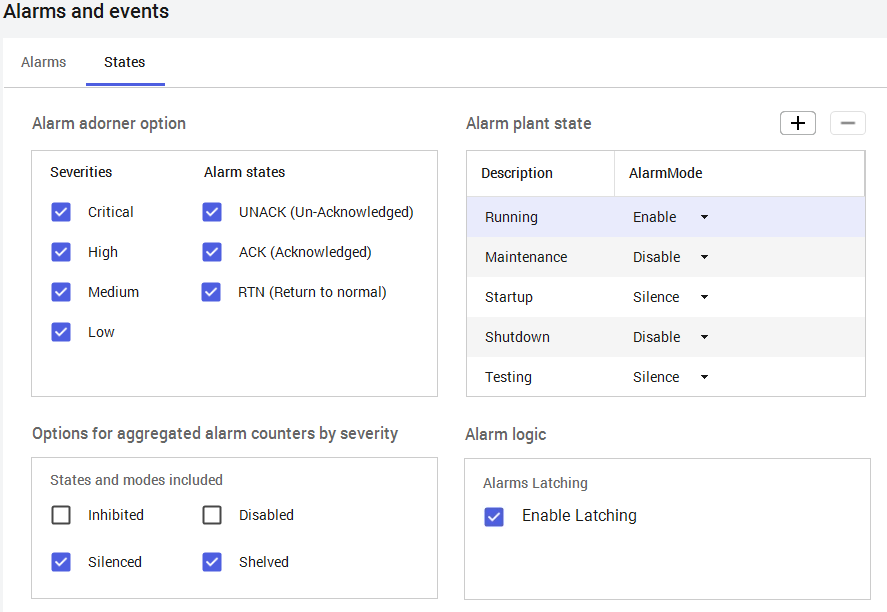 Alarms and events
Alarms States
Alarm adorner option
Severities Alarm states
Critical UNACK (Un-Acknowledged)
High ACK (Acknowledged)
Medium RTN (Return to normal)
Low
Alarm plant state
Description AlarmMode
Running Enable
Maintenance Disable
Startup Silence
Shutdown Disable
Testing Silence
Options for aggregated alarm counters by severity
States and modes included
Inhibited Disabled
Silenced Shelved
Alarm logic
Alarms Latching
Enable Latching